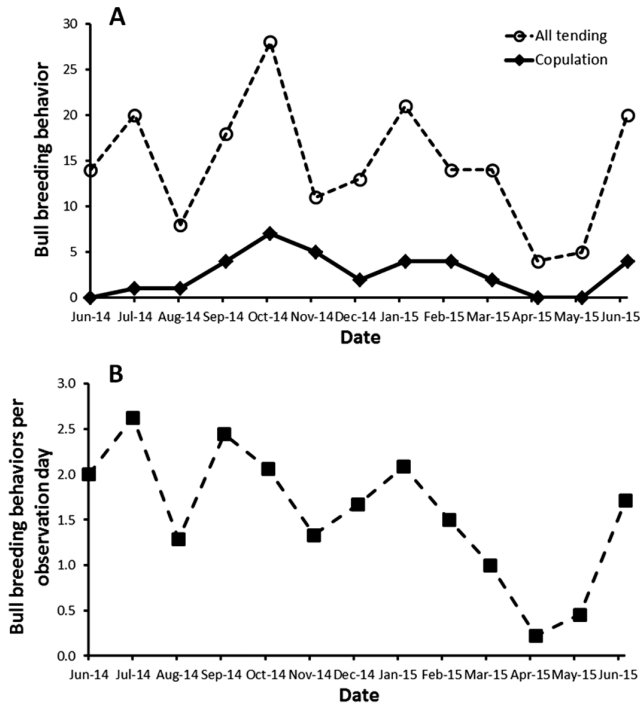 A
30
25
20
15
10
5
0
Bull breeding behavior
All tending
Copulation
Jun-14 Jul-14 Aug-14 Sep-14 Oct-14 Nov-14 Dec-14 Jan-15 Feb-15 Mar-15 Apr-15 May-15 Jun-15
Date
B
3.0
2.5
2.0
1.5
1.0
0.5
0.0
Bull breeding behaviors per
observation day
Jun-14 Jul-14 Aug-14 Sep-14 Oct-14 Nov-14 Dec-14 Jan-15 Feb-15 Mar-15 Apr-15 May-15 Jun-15
Date